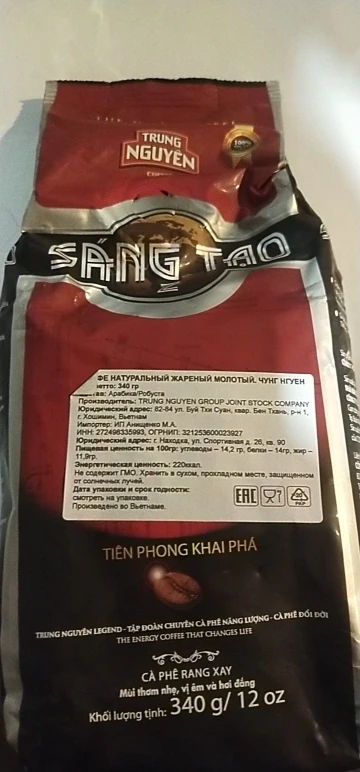 TRUNG
NGUYÊN
100%
SÁNG TẠO
ФЕ НАТУРАЛЬНЫЙ ЖАРЕНЫЙ МОЛОТЫЙ. ЧУНГ НГУЕН
нетто: 340 гр
тав: Арабика/Робуста
Производитель: TRUNG NGUYEN GROUP JOINT STOCK COMPANY
Юридический адрес: 82-84 ул. Буй Тхи Суан, квар. Бен Тхань, р-н 1,
г. Хошимин, Вьетнам
Импортер: ИП Анищенко М.А.
ИНН: 272496335993, ОГРНИП: 321253600023927
Юридический адрес: г. Находка, ул. Спортивная д. 26, кв. 90
Пищевая ценность на 100гр: углеводы – 14,2 гр, белки – 14гр, жир –
11,9гр.
Энергетическая ценность: 220ккал.
Не содержит ГМО. Хранить в сухом, прохладном месте, защищенном
от солнечных лучей.
Дата упаковки и срок годности:
смотреть на упаковке.
Произведено во Вьетнаме.
EAC
TIÊN PHONG KHAI PHÁ
TRUNG NGUYÊN LEGEND - TẬP ĐOÀN CHUYÊN CÀ PHÊ NĂNG LƯỢNG - CÀ PHÊ ĐỔI ĐỜI
THE ENERGY COFFEE THAT CHANGES LIFE
CÀ PHÊ RANG XAY
Mùi thơm nhẹ, vị êm và hơi đắng
Khối lượng tịnh: 340 g/ 12 oz